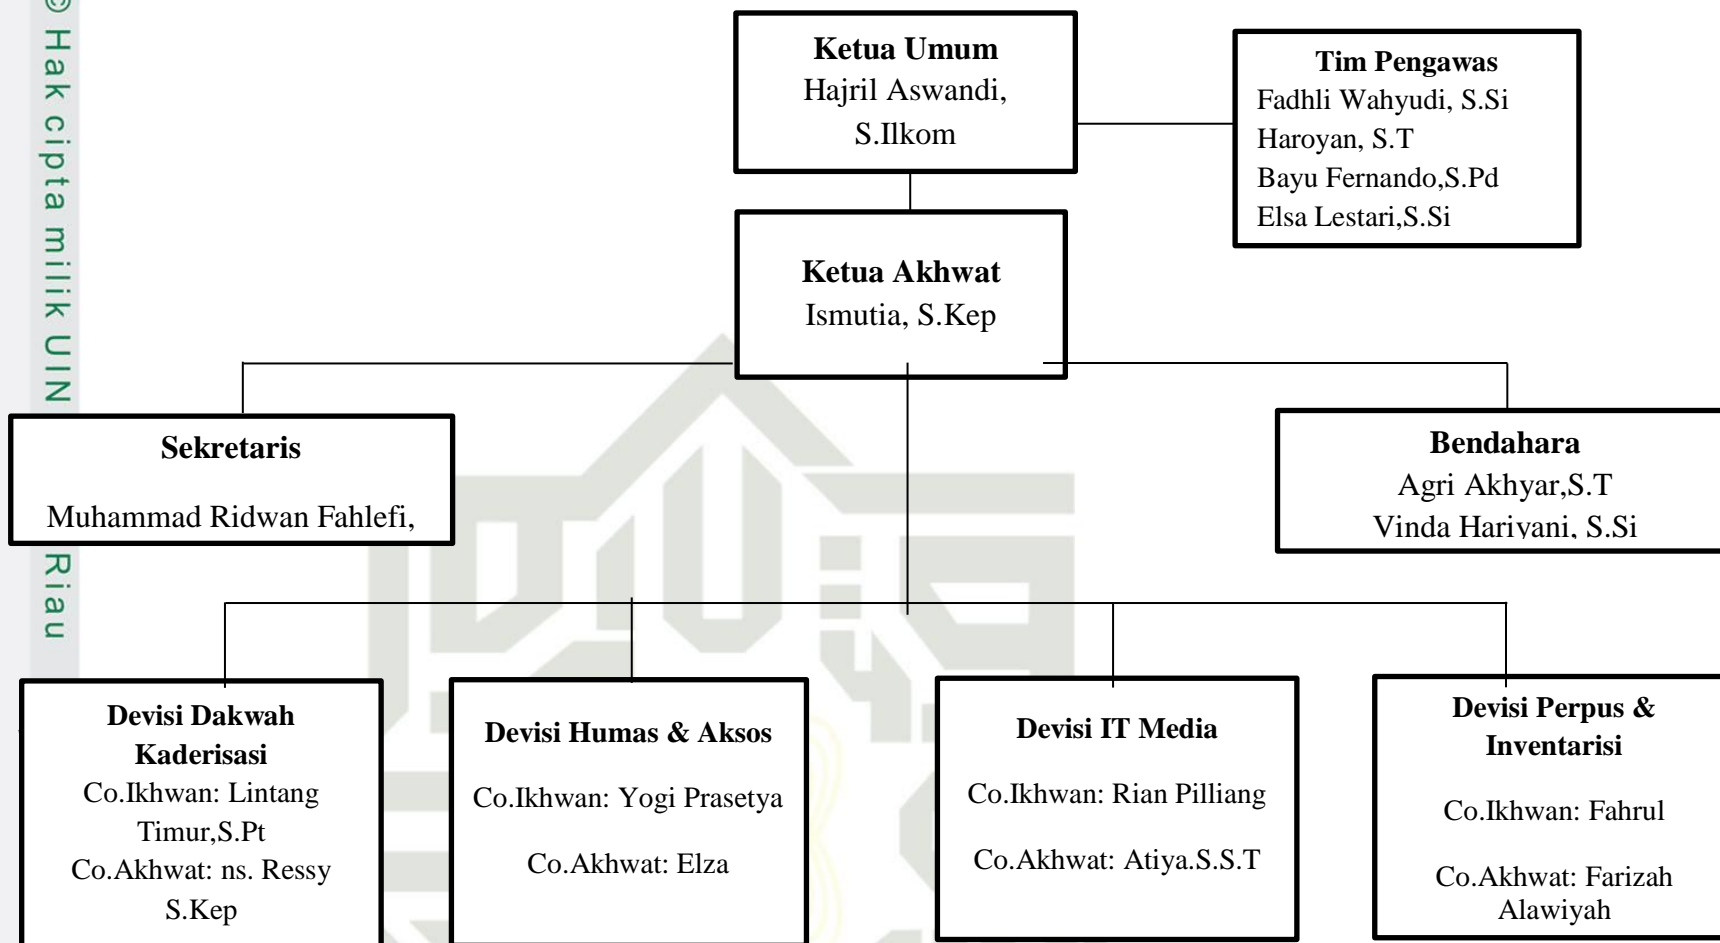 © Hak cipta milik UIN
Riau
Ketua Umum
Hajril Aswandi,
S.Ilkom
Tim Pengawas
Fadhli Wahyudi, S.Si
Haroyan, S.T
Bayu Fernando,S.Pd
Elsa Lestari,S.Si
Ketua Akhwat
Ismutia, S.Kep
Sekretaris
Muhammad Ridwan Fahlefi,
Bendahara
Agri Akhyar,S.T
Vinda Hariyani, S.Si
Devisi Dakwah
Kaderisasi
Co.Ikhwan: Lintang
Timur,S.Pt
Co.Akhwat: ns. Ressy
S.Kep
Devisi Humas & Aksos
Co.Ikhwan: Yogi Prasetya
Co.Akhwat: Elza
Devisi IT Media
Co.Ikhwan: Rian Pilliang
Co.Akhwat: Atiya.S.S.T
Devisi Perpus &
Inventarisi
Co.Ikhwan: Fahrul
Co.Akhwat: Farizah
Alawiyah